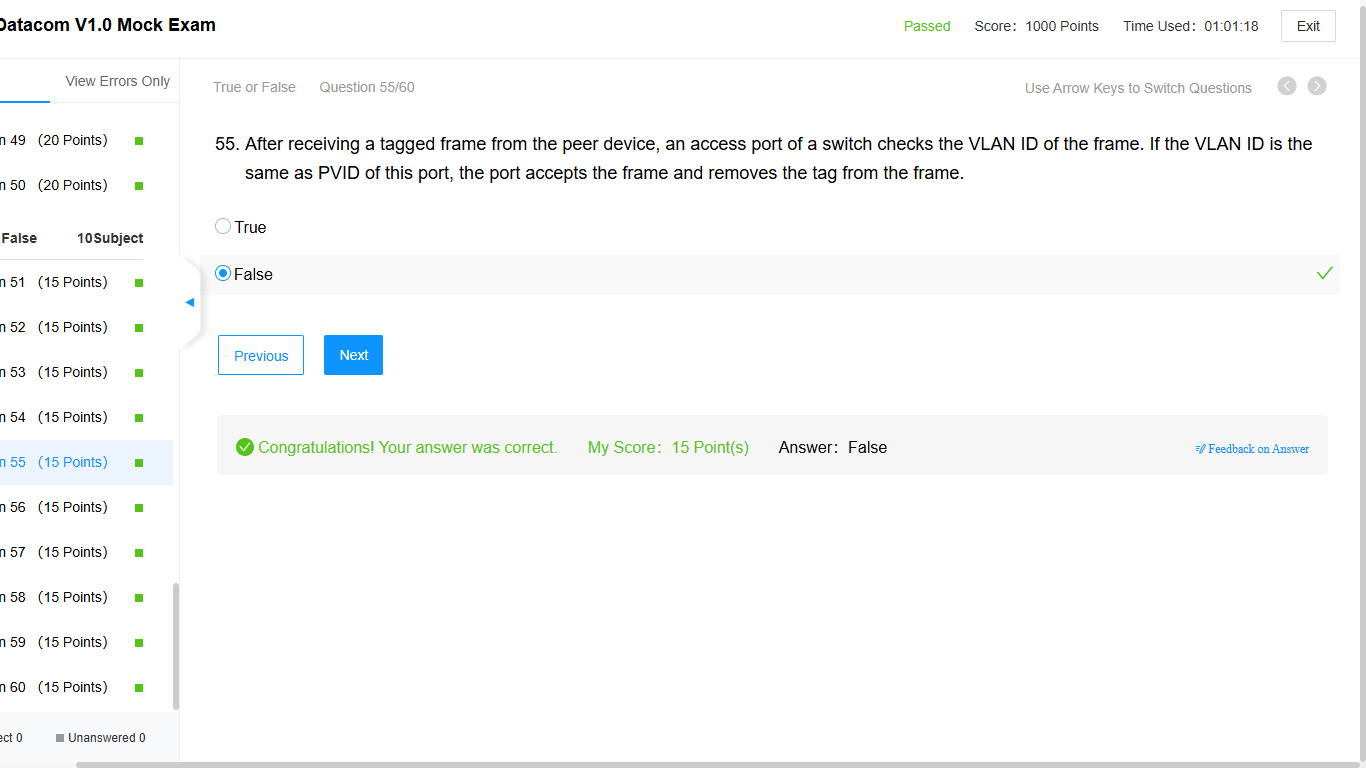 Datacom V1.0 Mock Exam
Passed Score：1000 Points Time Used：01:01:18 Exit
View Errors Only
True or False Question 55/60 Use Arrow Keys to Switch Questions
n 49 (20 Points)
n 50 (20 Points)
False 10Subject
n 51 (15 Points)
n 52 (15 Points)
n 53 (15 Points)
n 54 (15 Points)
n 55 (15 Points)
n 56 (15 Points)
n 57 (15 Points)
n 58 (15 Points)
n 59 (15 Points)
n 60 (15 Points)
ect 0 Unanswered 0
55. After receiving a tagged frame from the peer device, an access port of a switch checks the VLAN ID of the frame. If the VLAN ID is the
same as PVID of this port, the port accepts the frame and removes the tag from the frame.
True
False
Previous Next
Congratulations! Your answer was correct. My Score：15 Point(s) Answer：False Feedback on Answer